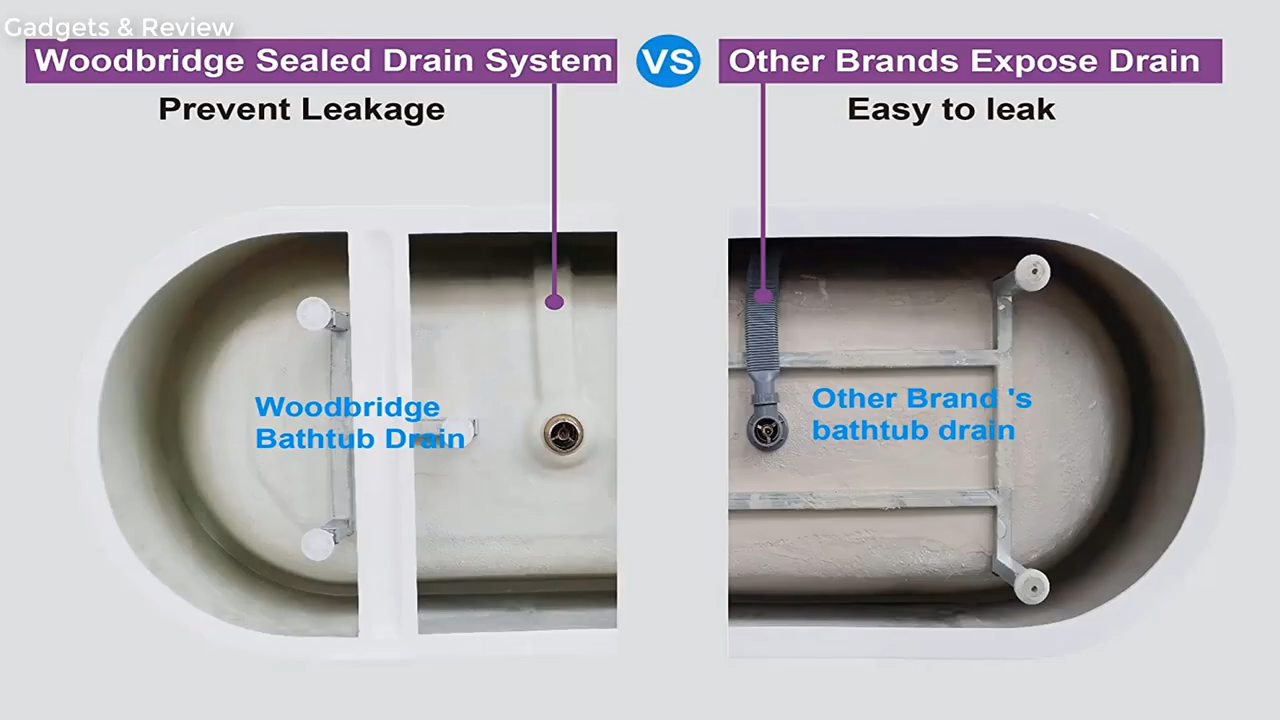 Gadgets & Review
Woodbridge Sealed Drain System
VS
Other Brands Expose Drain
Prevent Leakage
Easy to leak
Woodbridge
Bathtub Drain
Other Brand 's
bathtub drain